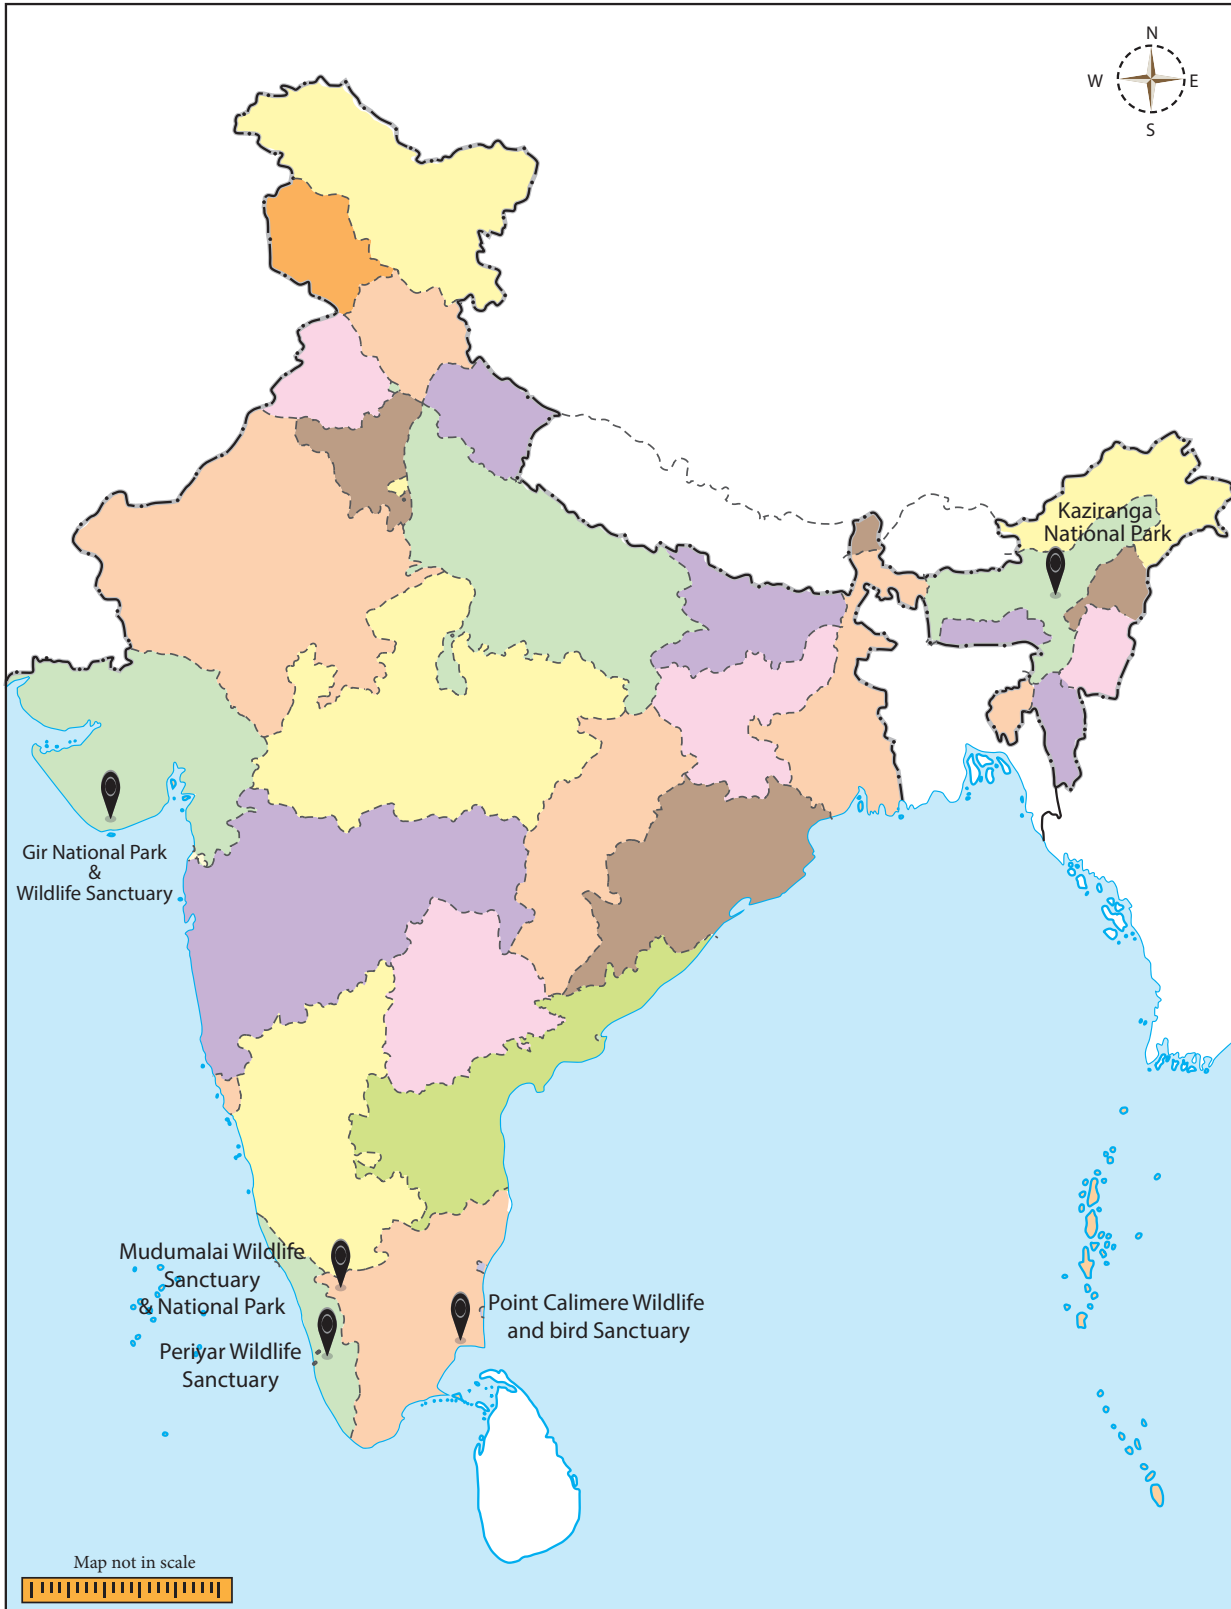 N
W
E
S
Kaziranga
National Park
Gir National Park
&
Wildlife Sanctuary
Mudumalai Wildlife
Sanctuary
& National Park
Point Calimere Wildlife
and bird Sanctuary
Periyar Wildlife
Sanctuary
Map not in scale